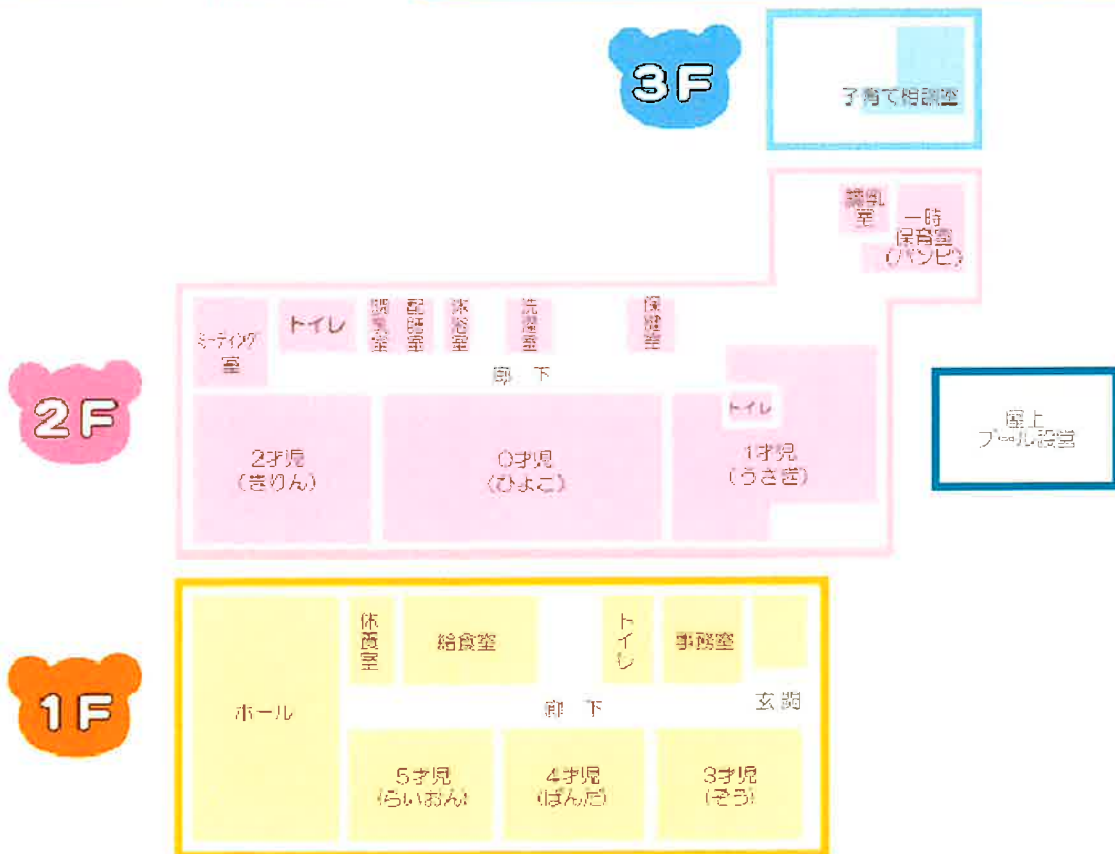 3F
子育て相談室
調乳
室
一時
保育室
(バンビ)
2F
ミーティング
室
トイレ
調乳室
配膳室
沐浴室
洗濯室
保健室
廊 下
トイレ
2才児
(きりん)
0才児
(ひよこ)
1才児
(うさぎ)
屋上
プール設営
1F
ホール
休養室
給食室
トイレ
事務室
廊 下
玄関
5才児
(らいおん)
4才児
(ぱんだ)
3才児
(ぞう)